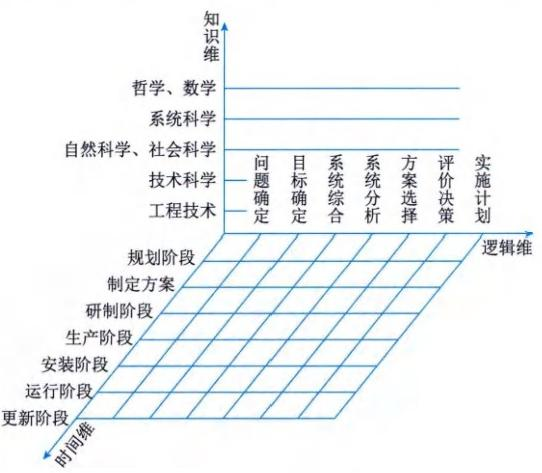 知识维
哲学、数学
系统科学
自然科学、社会科学
技术科学
工程技术
问题确定
目标确定
系统综合
系统分析
方案选择
评价决策
实施计划
逻辑维
规划阶段
制定方案
研制阶段
生产阶段
安装阶段
运行阶段
更新阶段
时间维